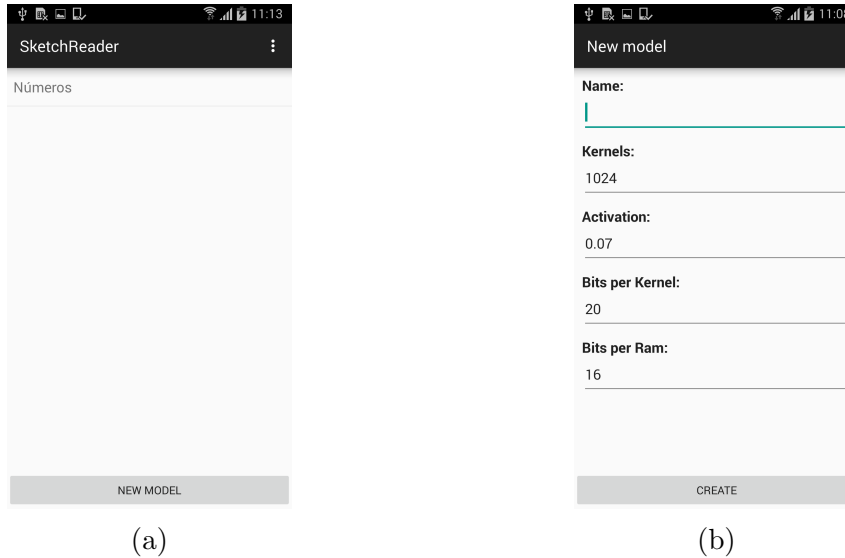 11:13
SketchReader
Números
NEW MODEL
(a)
11:08
New model
Name:
Kernels:
1024
Activation:
0.07
Bits per Kernel:
20
Bits per Ram:
16
CREATE
(b)